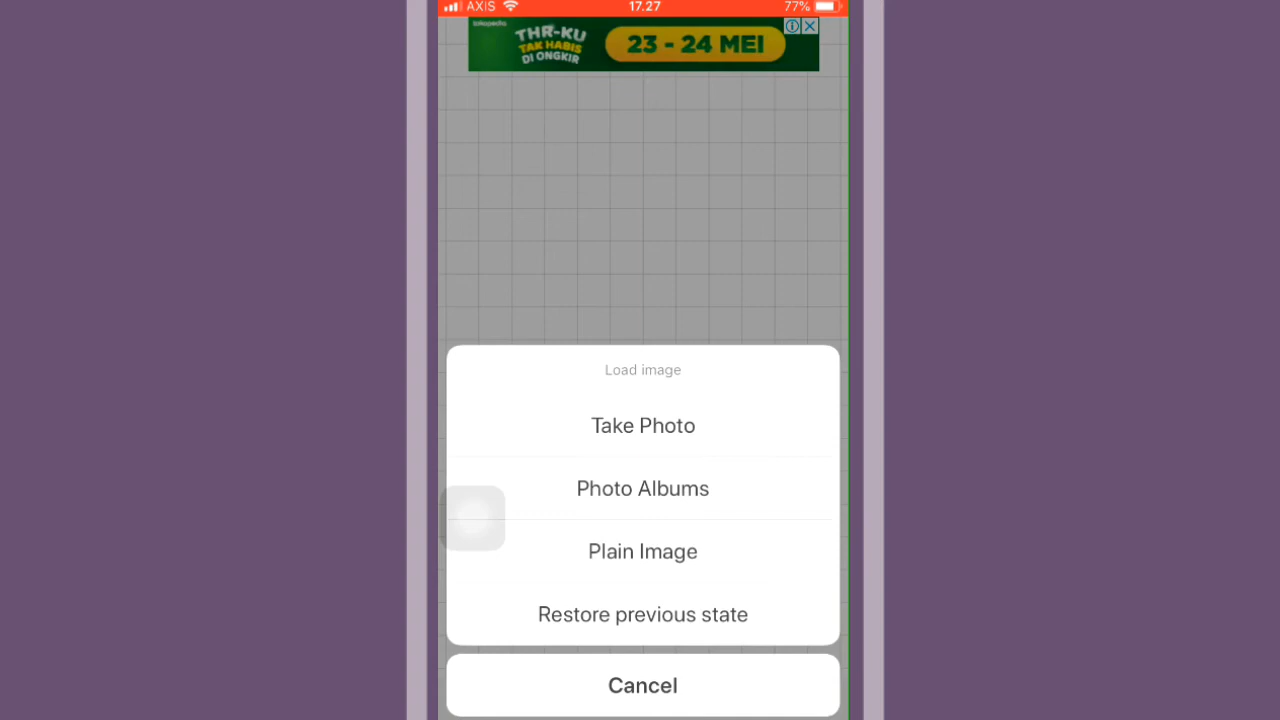 AXIS
17.27
77%
tokopedia
THR-KU
TAK HABIS
DI ONGKIR
23 - 24 MEI
Load image
Take Photo
Photo Albums
Plain Image
Restore previous state
Cancel